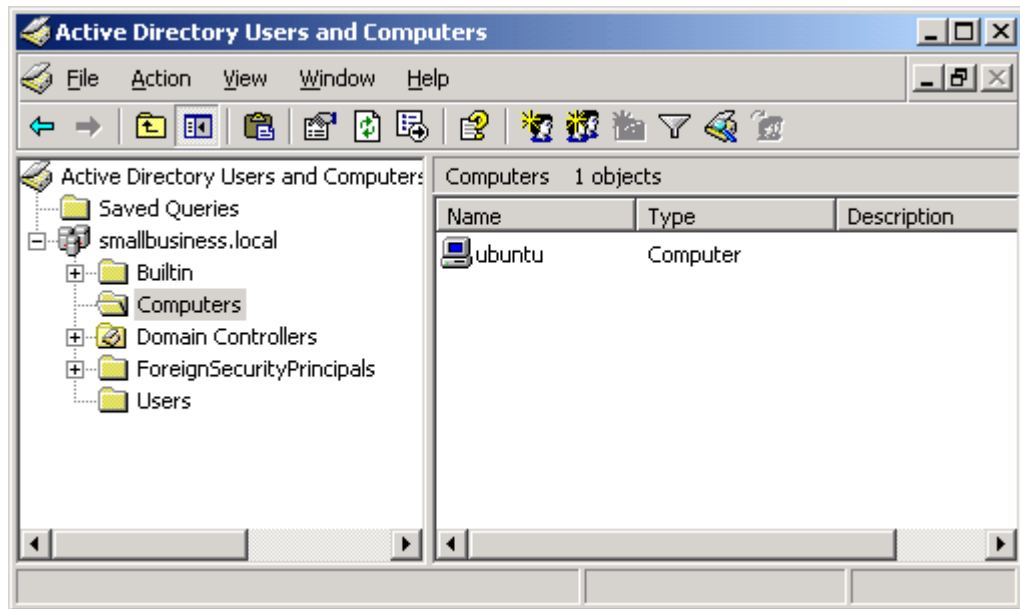 Active Directory Users and Computers
File Action View Window Help
Active Directory Users and Computers
Saved Queries
smallbusiness.local
Builtin
Computers
Domain Controllers
ForeignSecurityPrincipals
Users
Computers 1 objects
Name Type Description
ubuntu Computer